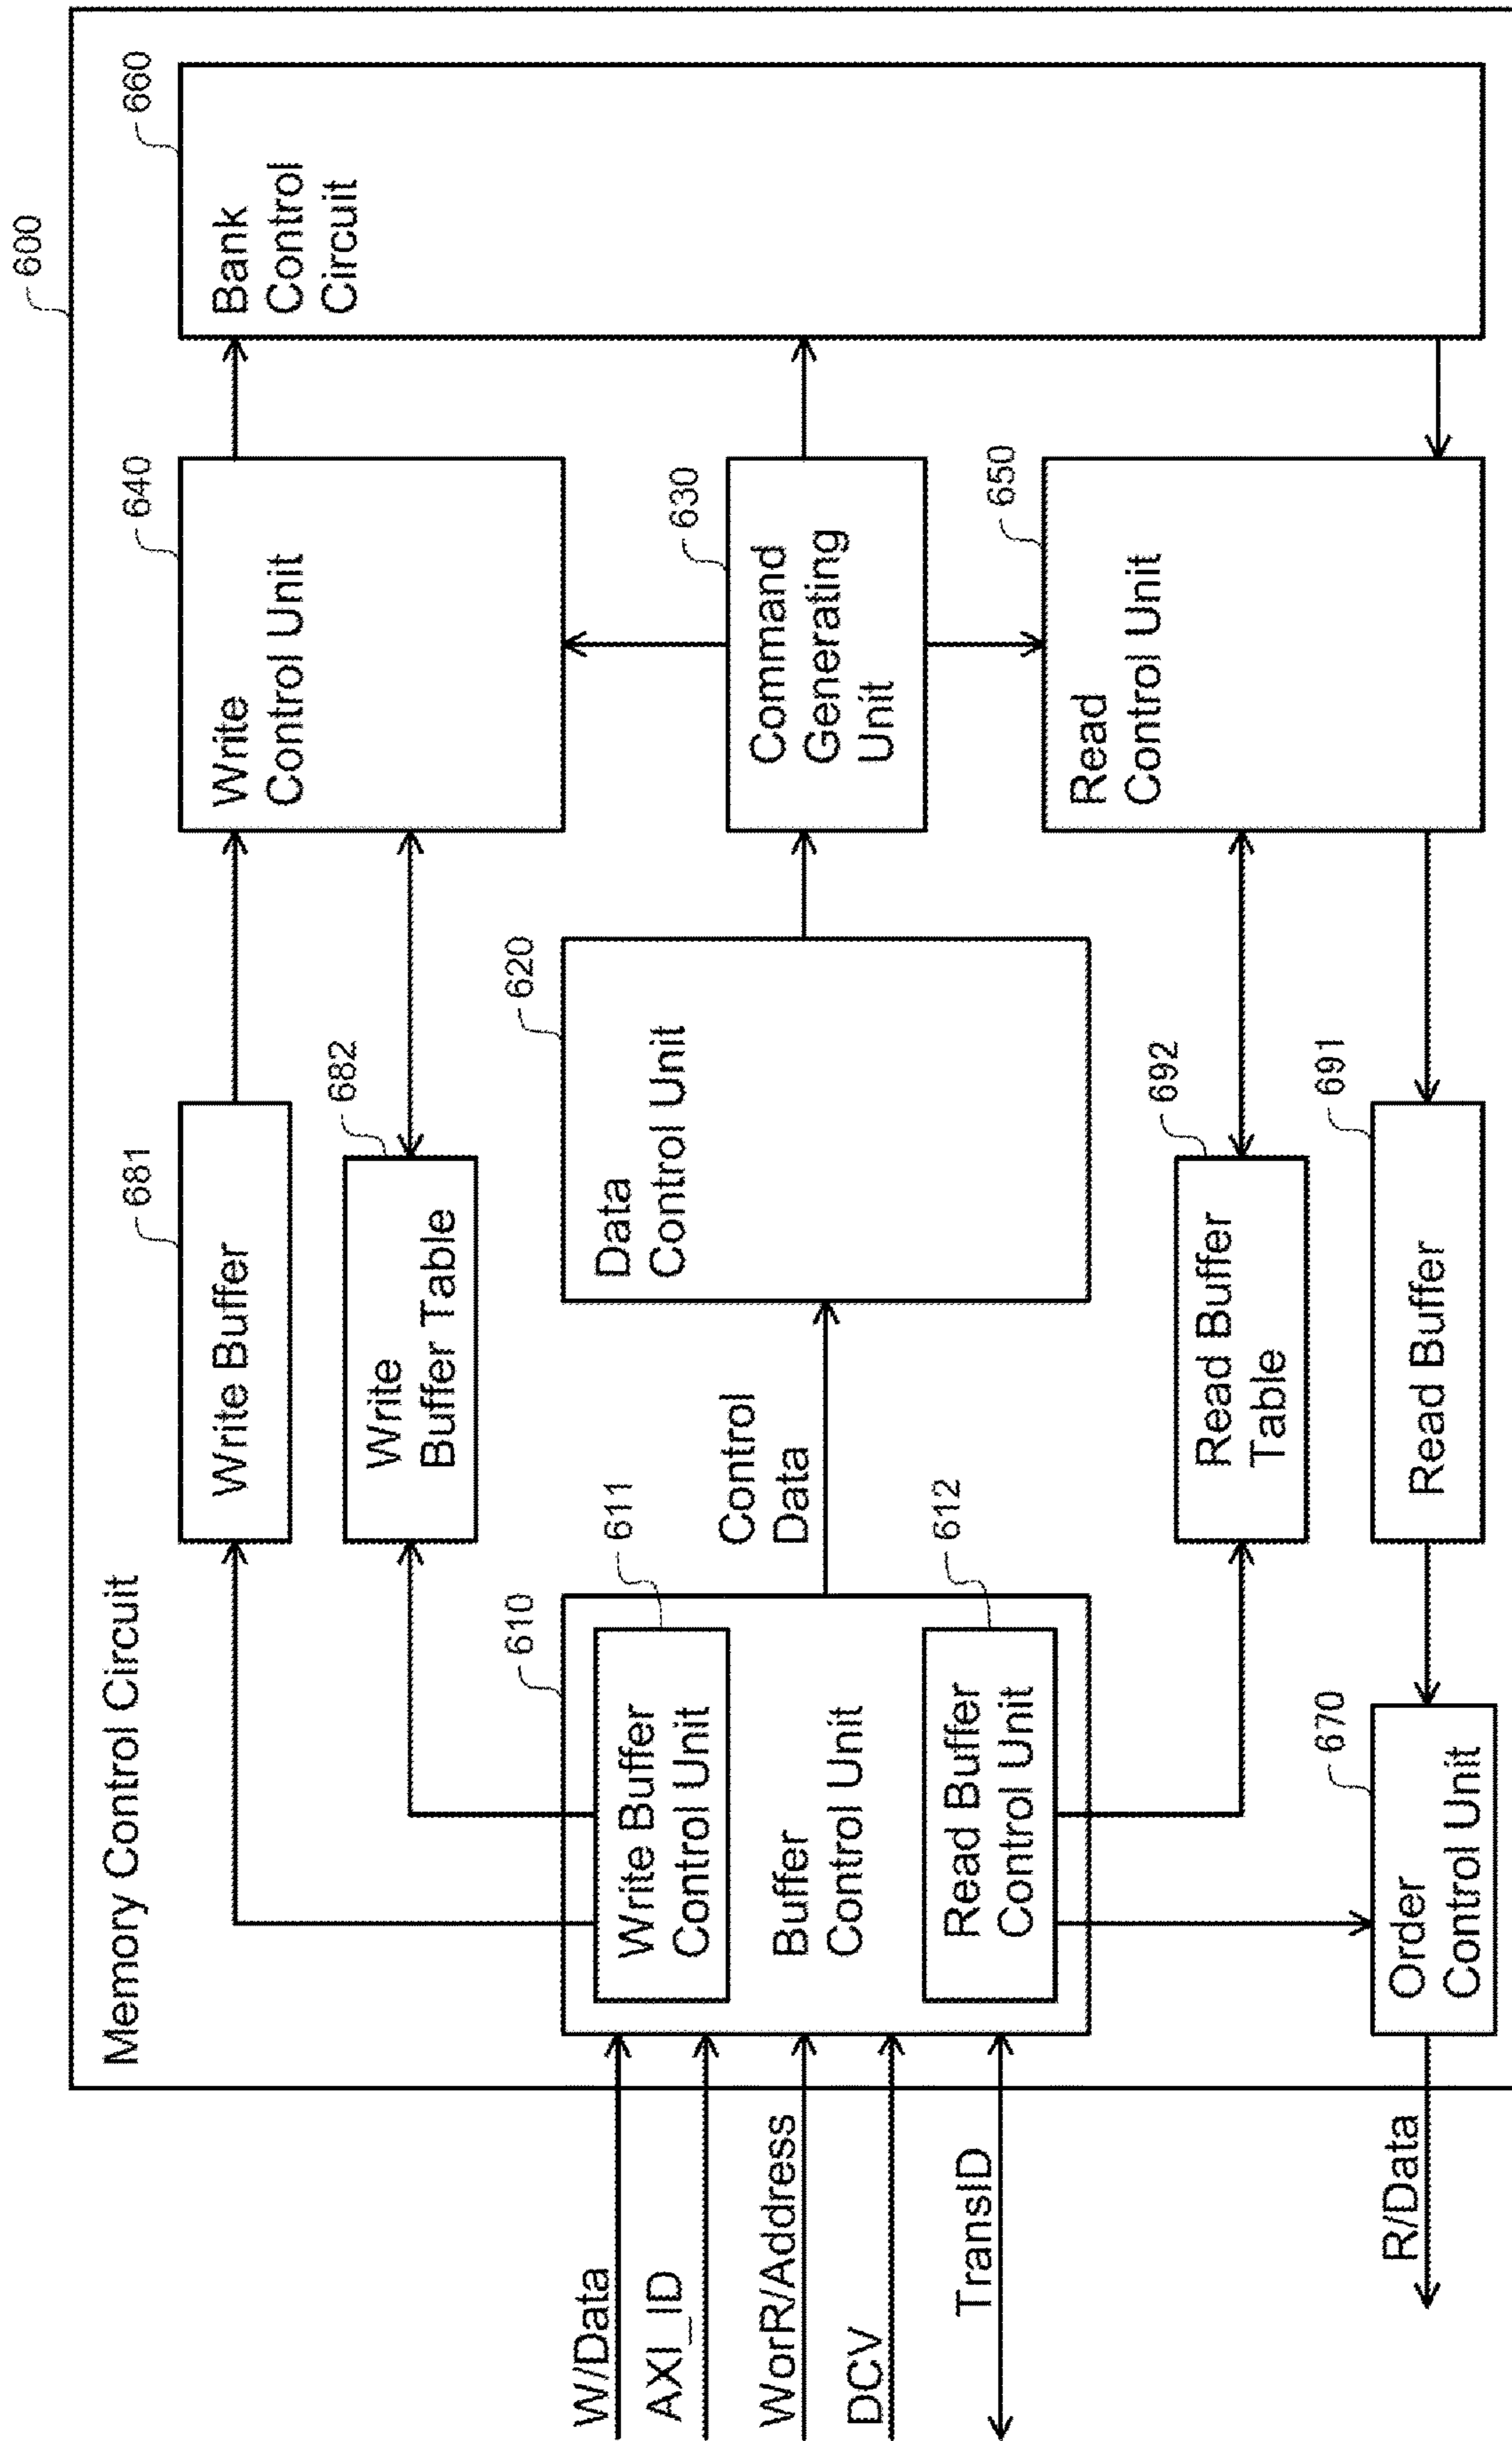 600
Memory Control Circuit
660
Bank
Control
Circuit
681
Write Buffer
640
Write
Control Unit
682
Write
Buffer Table
W/Data
AXI_ID
WorR/Address
DCV
TransID
610
611
Write Buffer
Control Unit
Buffer
Control Unit
612
Read Buffer
Control Unit
Control
Data
620
Data
Control Unit
630
Command
Generating
Unit
650
Read
Control Unit
692
Read Buffer
Table
691
Read Buffer
670
Order
Control Unit
R/Data